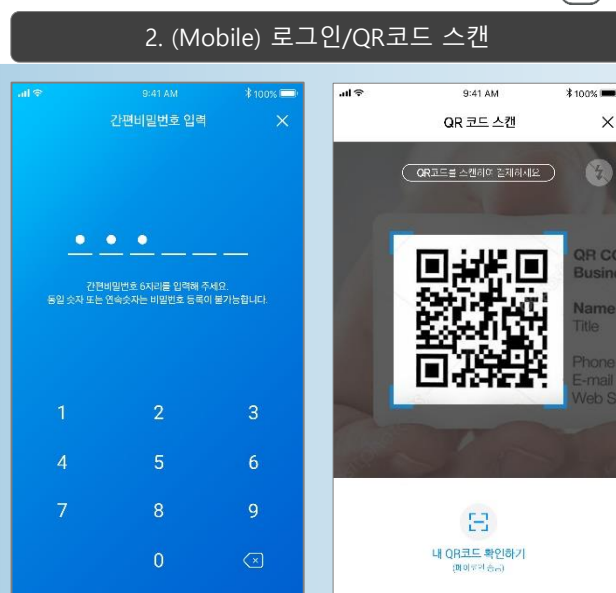 2. (Mobile) 로그인/QR코드 스캔
9:41 AM
100%
간편비밀번호 입력
간편비밀번호 6자리를 입력해 주세요.
동일 숫자 또는 연속숫자는 비밀번호 등록이 불가능합니다.
1 2 3
4 5 6
7 8 9
0
9:41 AM
100%
QR 코드 스캔
QR코드를 스캔하여 결제하세요
QR CO
Busin
Name
Title
Phone
E-mail
Web S
내 QR코드 확인하기